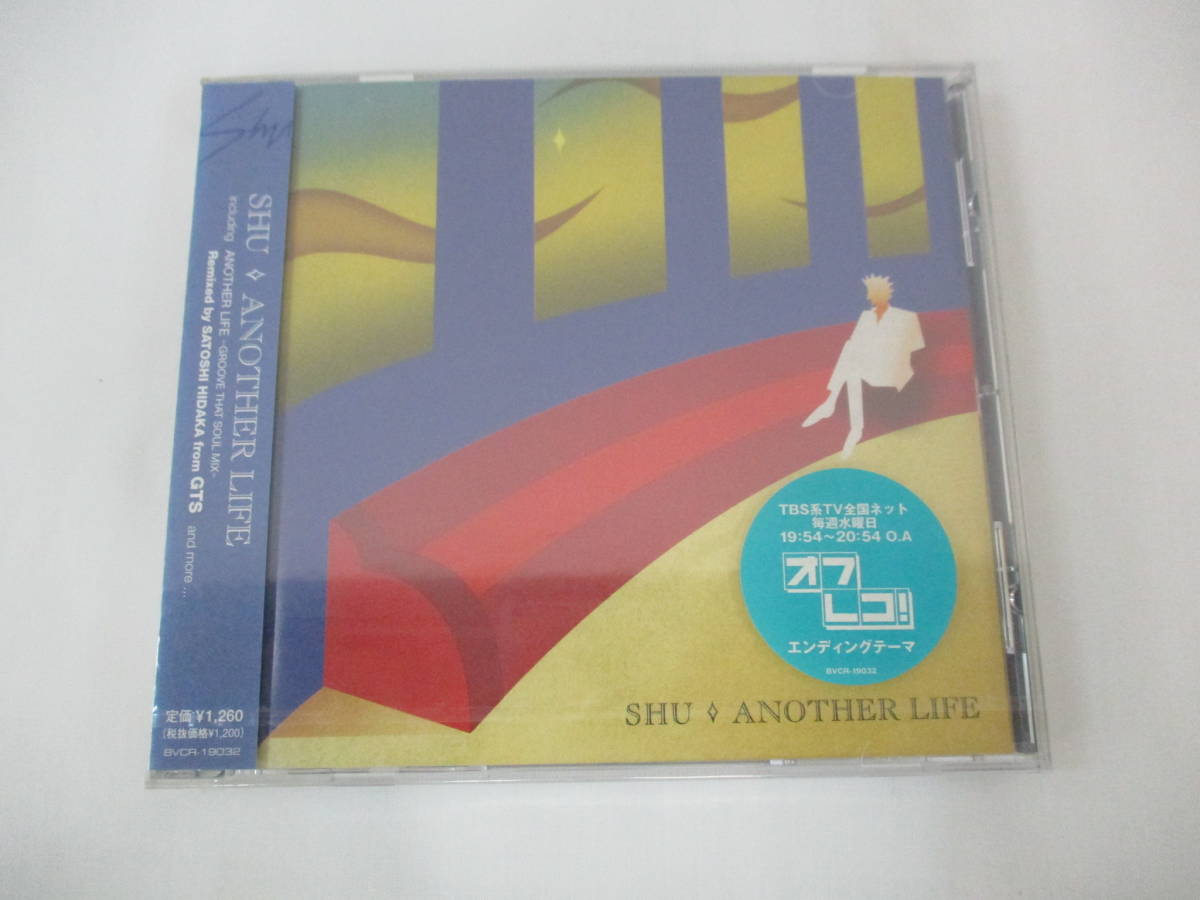 Shu
SHU ✧ ANOTHER LIFE
including ANOTHER LIFE -GROOVE THAT SOUL MIX-
Remixed by SATOSHI HIDAKA from GTS and more ...
定価¥1,260
(税抜価格¥1,200)
BVCR-19032
TBS系TV全国ネット
毎週水曜日
19:54~20:54 O.A
オフ
レコ!
エンディングテーマ
BVCR-19032
SHU ✧ ANOTHER LIFE